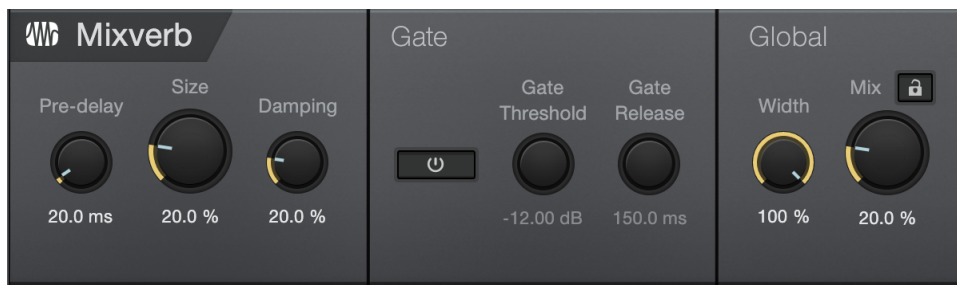 Mixverb
Pre-delay
Size
Damping
20.0 ms
20.0 %
20.0 %
Gate
Gate
Threshold
Gate
Release
-12.00 dB
150.0 ms
Global
Width
Mix
100 %
20.0 %